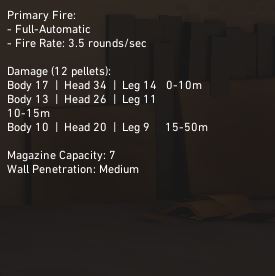 Primary Fire:
- Full-Automatic
- Fire Rate: 3.5 rounds/sec
Damage (12 pellets):
Body 17 | Head 34 | Leg 14 0-10m
Body 13 | Head 26 | Leg 11
10-15m
Body 10 | Head 20 | Leg 9 15-50m
Magazine Capacity: 7
Wall Penetration: Medium